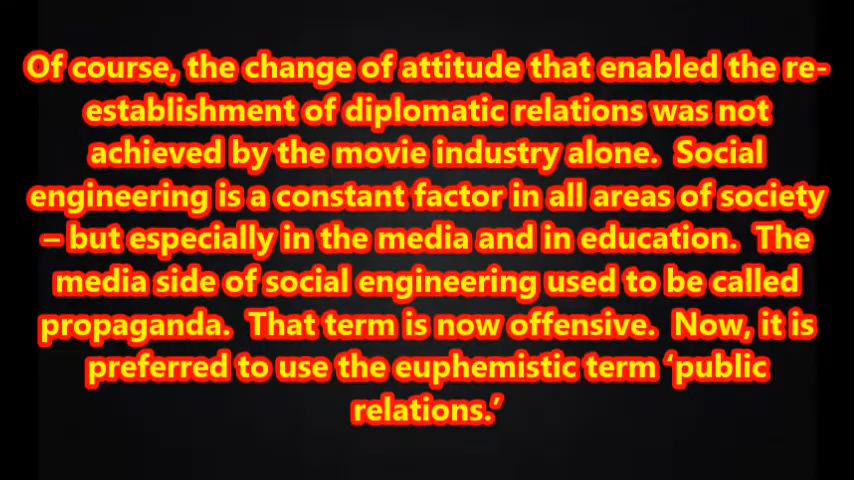 Of course, the change of attitude that enabled the re-
establishment of diplomatic relations was not
achieved by the movie industry alone.  Social
engineering is a constant factor in all areas of society
– but especially in the media and in education.  The
media side of social engineering used to be called
propaganda.  That term is now offensive.  Now, it is
preferred to use the euphemistic term ‘public
relations.’